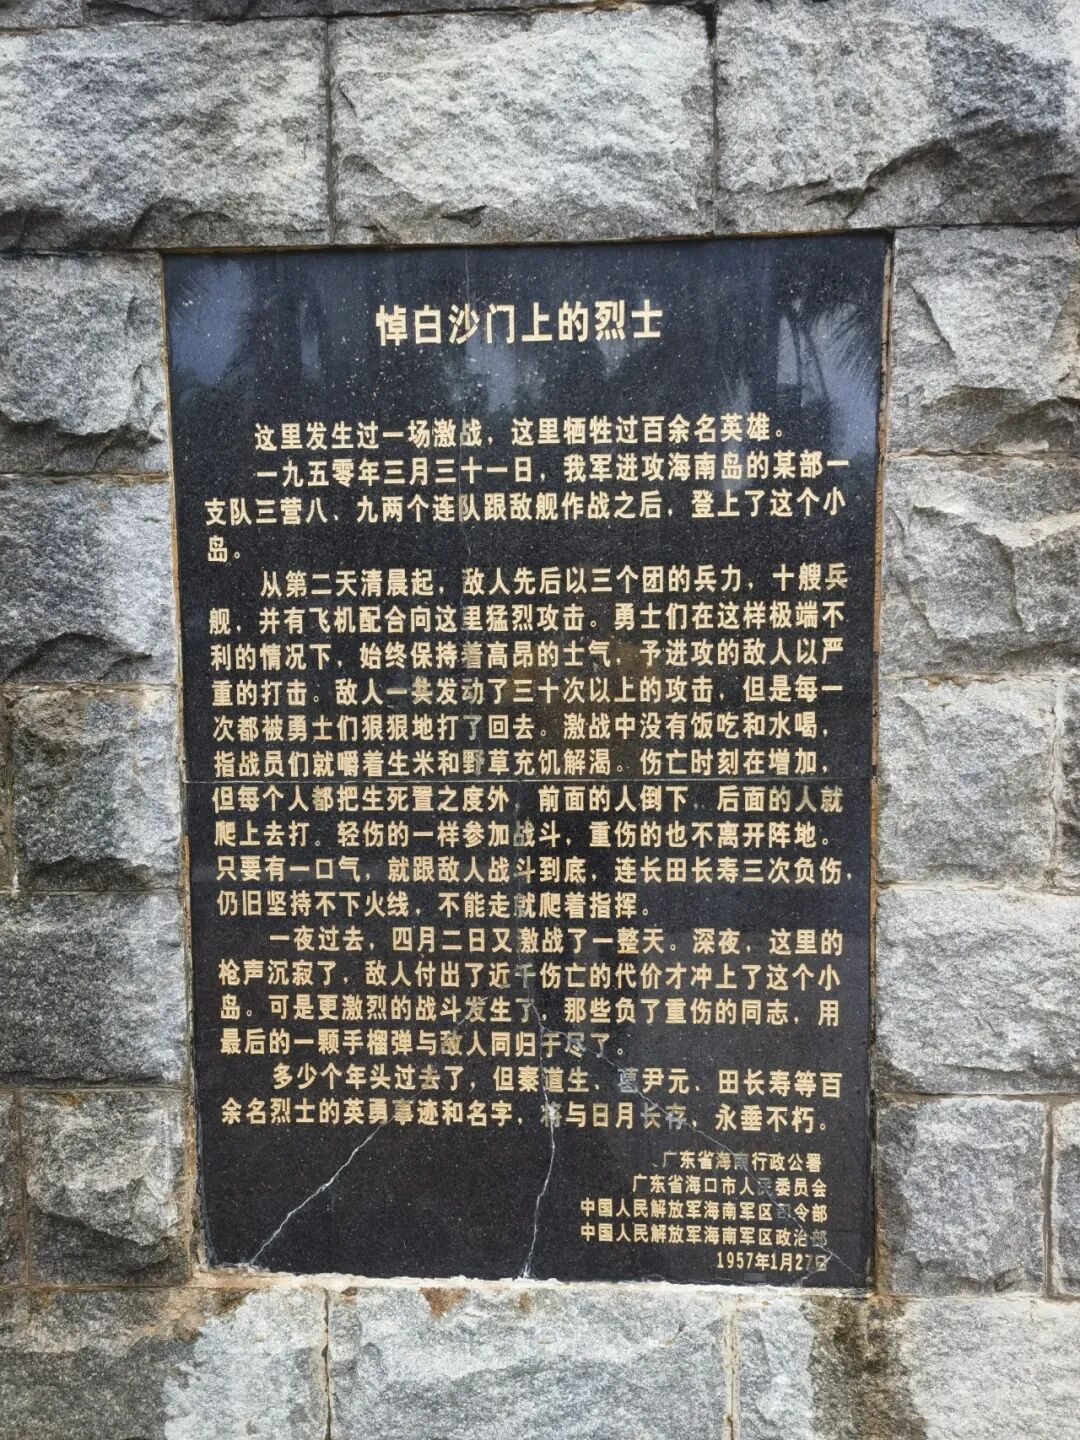 悼白沙门上的烈士
这里发生过一场激战，这里牺牲过百余名英雄。
一九五零年三月三十一日，我军进攻海南岛的某部一
支队三营八、九两个连队跟敌舰作战之后，登上了这个小
岛。
从第二天清晨起，敌人先后以三个团的兵力，十艘兵
舰，并有飞机配合向这里猛烈攻击。勇士们在这样极端不
利的情况下，始终保持着高昂的士气，予进攻的敌人以严
重的打击。敌人一共发动了三十次以上的攻击，但是每一
次都被勇士们狠狠地打了回去。激战中没有饭吃和水喝，
指战员们就嚼着生米和野草充饥解渴。伤亡时刻在增加，
但每个人都把生死置之度外，前面的人倒下，后面的人就
爬上去打。轻伤的一样参加战斗，重伤的也不离开阵地。
只要有一口气，就跟敌人战斗到底，连长田长寿三次负伤，
仍旧坚持不下火线，不能走就爬着指挥。
一夜过去，四月二日又激战了一整天。深夜，这里的
枪声沉寂了，敌人付出了近千伤亡的代价才冲上了这个小
岛。可是更激烈的战斗发生了，那些负了重伤的同志，用
最后的一颗手榴弹与敌人同归于尽了。
多少个年头过去了，但秦道生、尹元、田长寿等百
余名烈士的英勇事迹和名字，将与日月长存，永垂不朽。
广东省海南行政公署
广东省海口市人民委员会
中国人民解放军海南军区司令部
中国人民解放军海南军区政治部
1957年1月27日